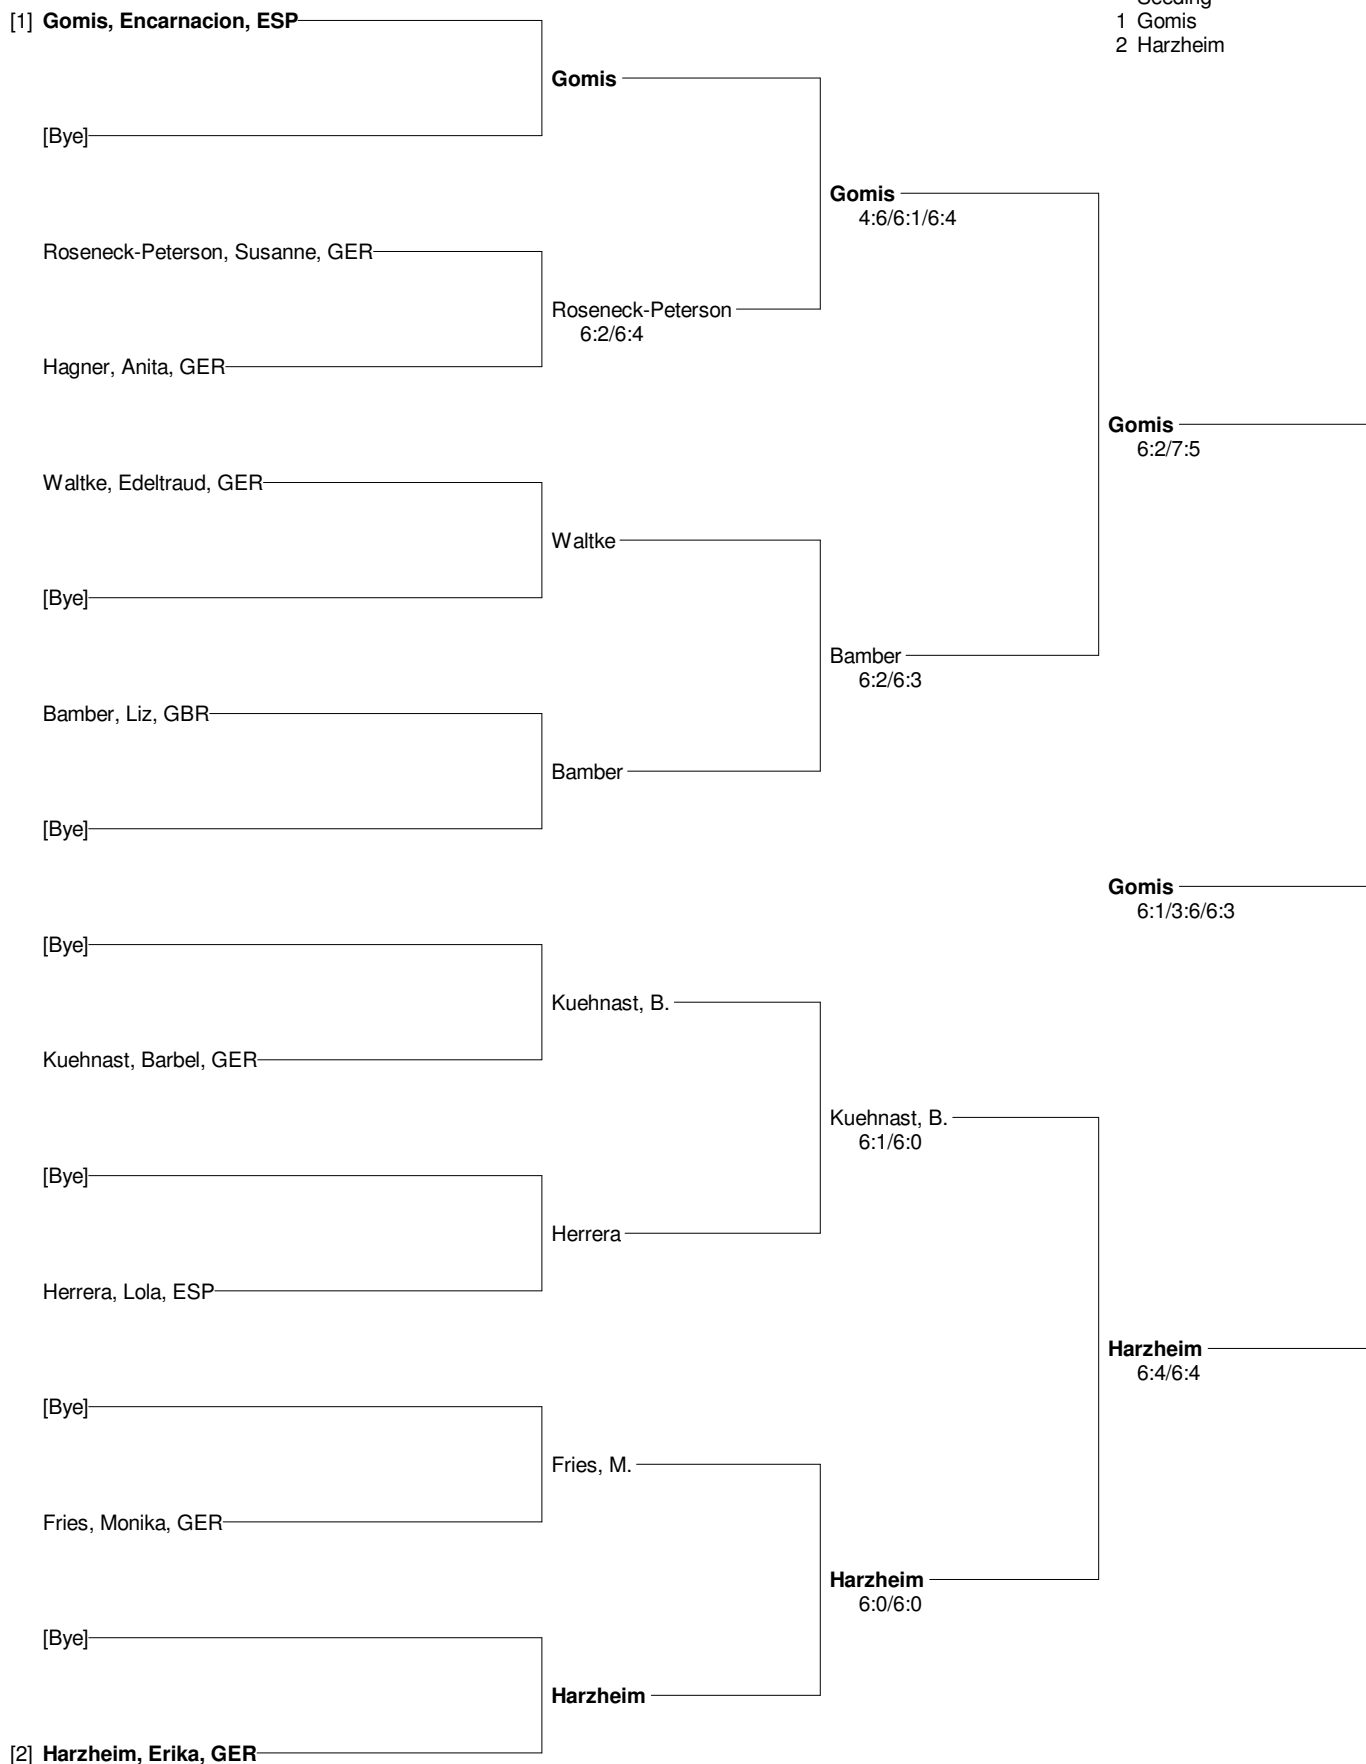 Seeding
[1] Gomis, Encarnacion, ESP
1 Gomis
2 Harzheim
Gomis
[Bye]
Gomis
4:6/6:1/6:4
Roseneck-Peterson, Susanne, GER
Roseneck-Peterson
6:2/6:4
Hagner, Anita, GER
Gomis
6:2/7:5
Waltke, Edeltraud, GER
Waltke
[Bye]
Bamber
6:2/6:3
Bamber, Liz, GBR
Bamber
[Bye]
Gomis
6:1/3:6/6:3
[Bye]
Kuehnast, B.
Kuehnast, Barbel, GER
Kuehnast, B.
6:1/6:0
[Bye]
Herrera
Herrera, Lola, ESP
Harzheim
6:4/6:4
[Bye]
Fries, M.
Fries, Monika, GER
Harzheim
6:0/6:0
[Bye]
Harzheim
[2] Harzheim, Erika, GER